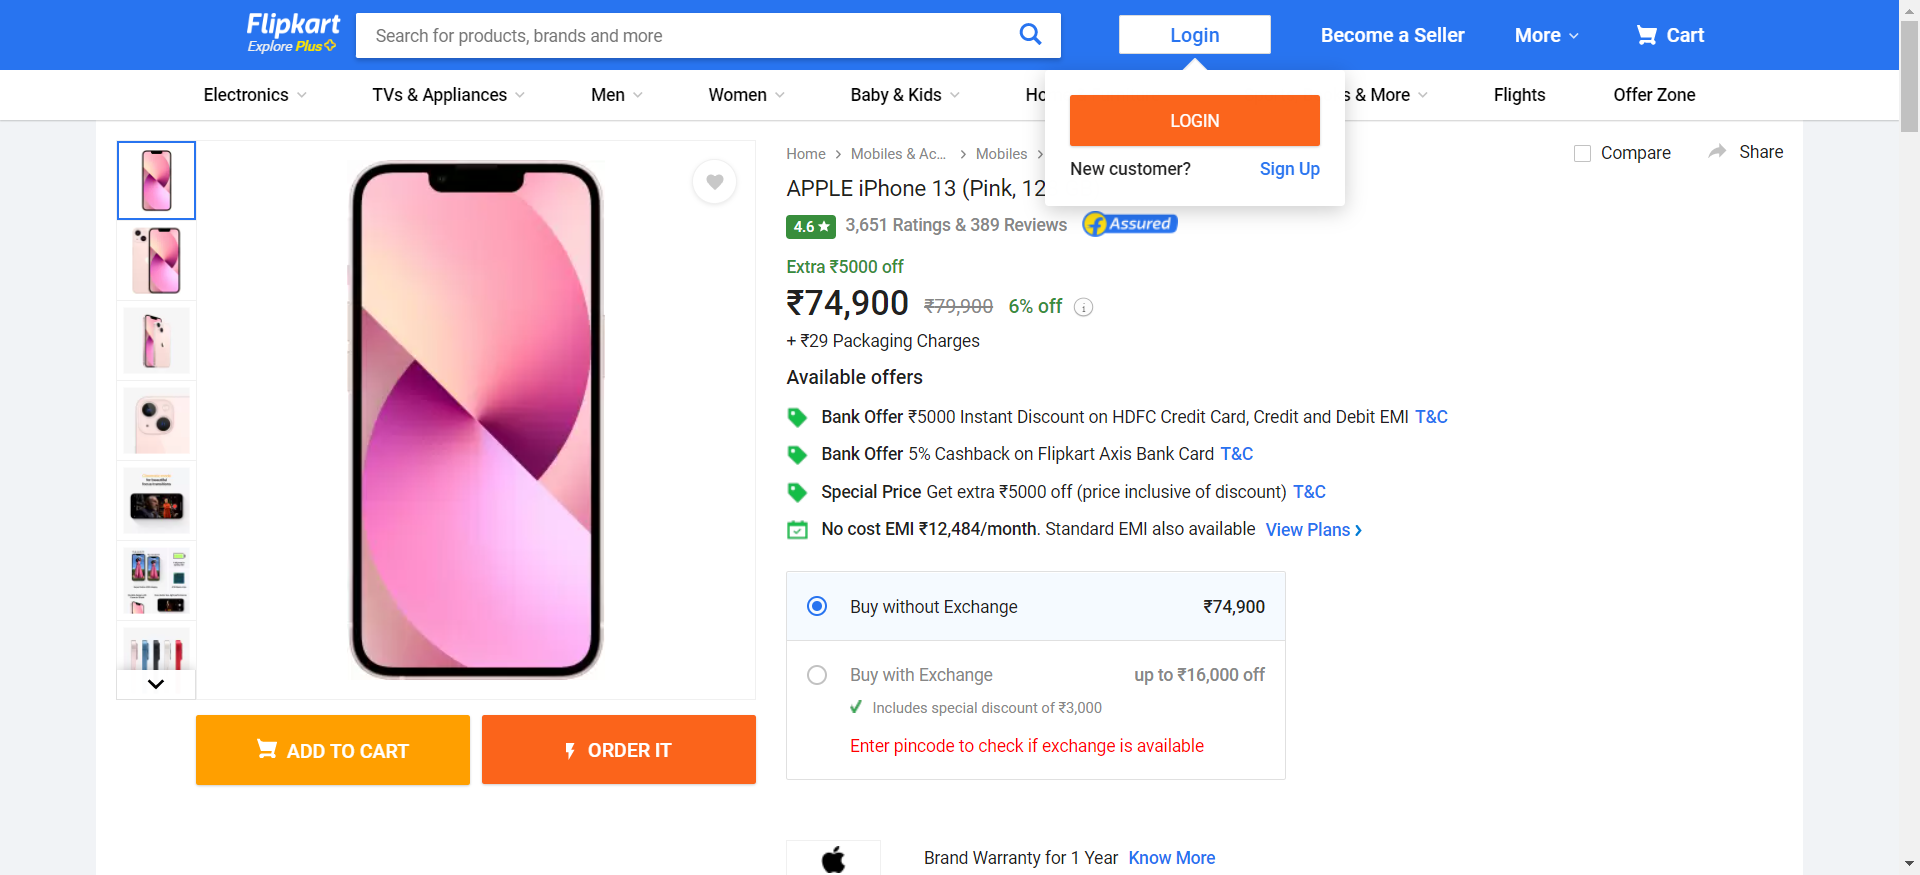 Flipkart
Explore Plus
Search for products, brands and more
Login
Become a Seller
More
Cart
Electronics
TVs & Appliances
Men
Women
Baby & Kids
Ho
s & More
Flights
Offer Zone
LOGIN
New customer? Sign Up
Home > Mobiles & Ac... > Mobiles >
Compare
Share
APPLE iPhone 13 (Pink, 12
4.6 ★ 3,651 Ratings & 389 Reviews
f Assured
Extra ₹5000 off
₹74,900 ₹79,900 6% off i
+ ₹29 Packaging Charges
Available offers
Bank Offer ₹5000 Instant Discount on HDFC Credit Card, Credit and Debit EMI T&C
Bank Offer 5% Cashback on Flipkart Axis Bank Card T&C
Special Price Get extra ₹5000 off (price inclusive of discount) T&C
No cost EMI ₹12,484/month. Standard EMI also available View Plans >
Buy without Exchange ₹74,900
Buy with Exchange up to ₹16,000 off
Includes special discount of ₹3,000
Enter pincode to check if exchange is available
ADD TO CART
ORDER IT
Brand Warranty for 1 Year Know More